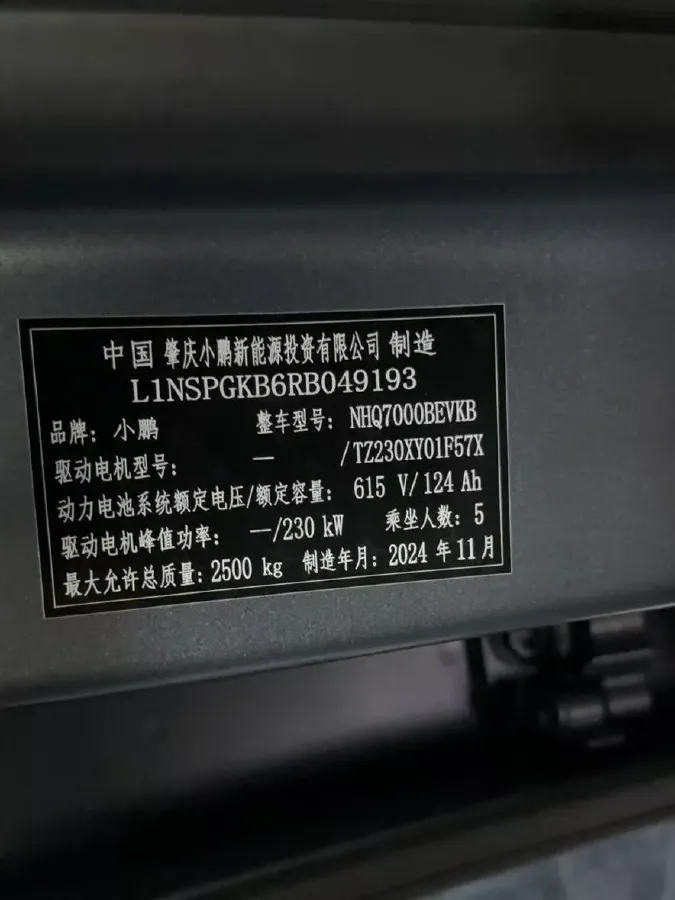 中国 肇庆小鹏新能源投资有限公司 制造
L1NSPGKB6RB049193
品牌：小鹏 整车型号：NHQ7000BEVKB
驱动电机型号： — /TZ230XY01F57X
动力电池系统额定电压/额定容量：615 V/124 Ah
驱动电机峰值功率： —/230 kW 乘坐人数：5
最大允许总质量：2500 kg 制造年月：2024 年 11 月